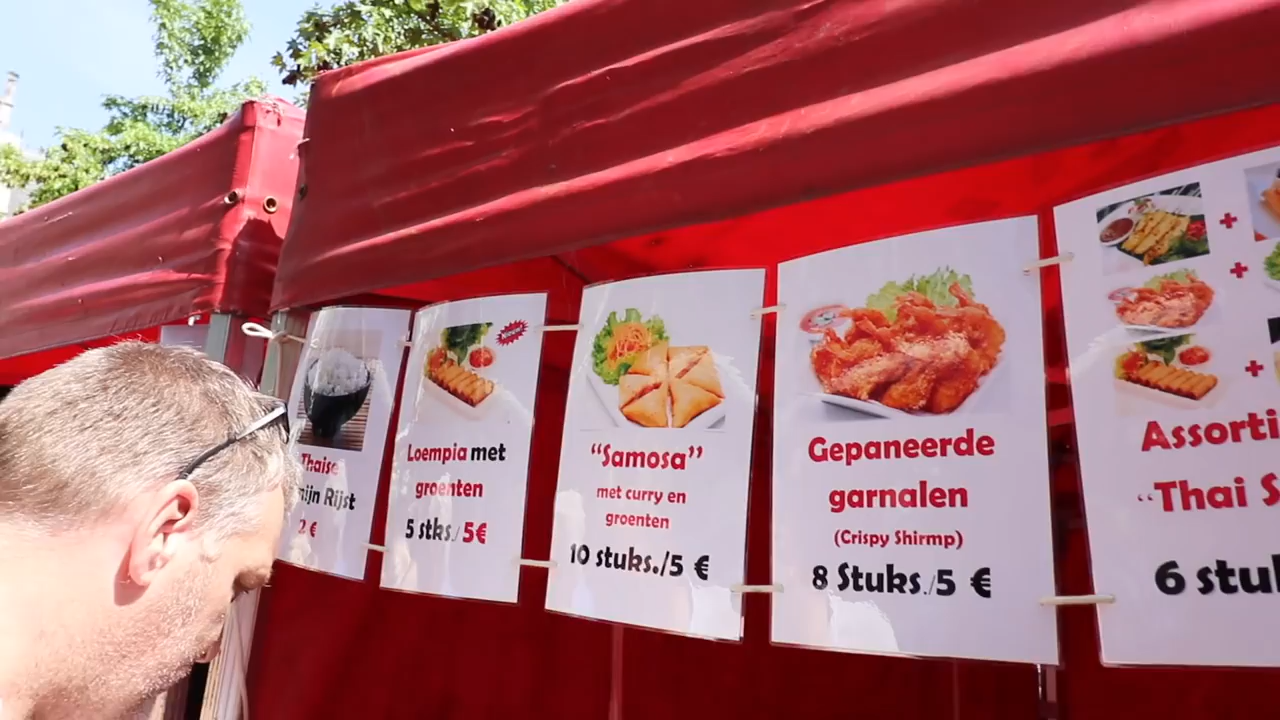 Thaise
mijn Rijst
2 €
Loempia met
groenten
5 stks./5€
“Samosa”
met curry en
groenten
10 stuks./5 €
Gepaneerde
garnalen
(Crispy Shirmp)
8 Stuks./5 €
+
+
+
Assorti
“Thai S
6 stu